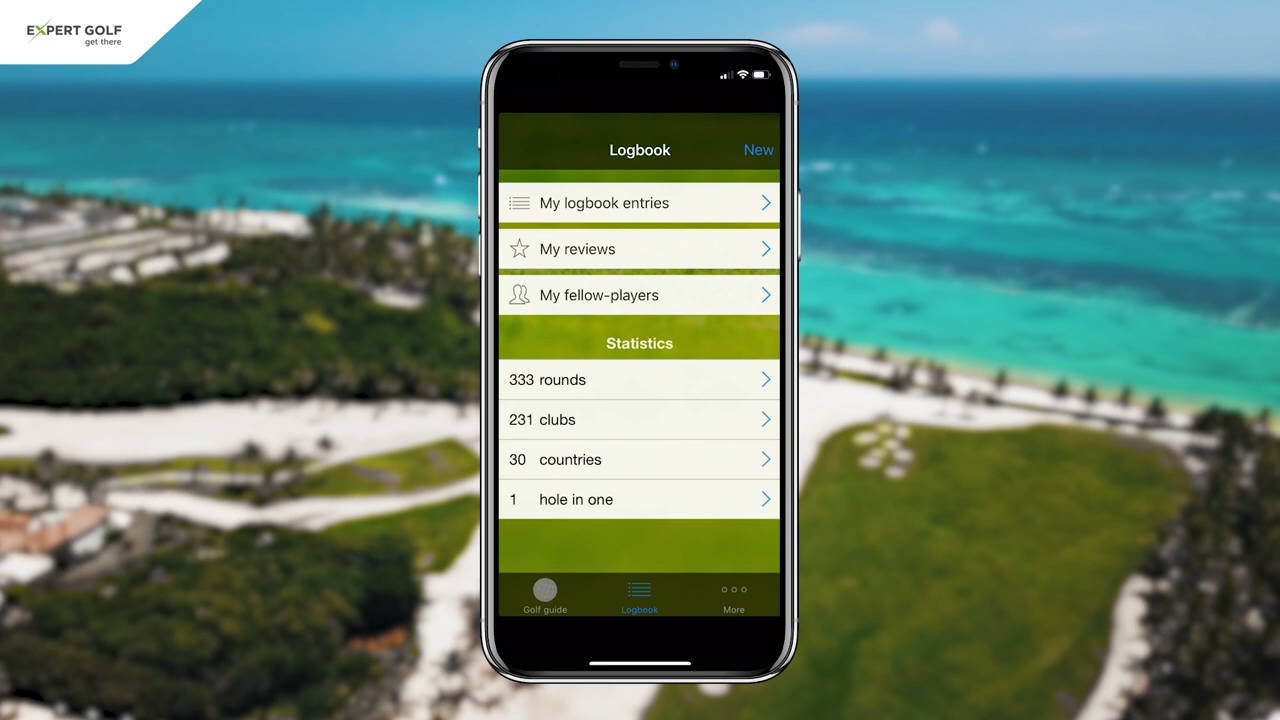 EXPERT GOLF
get there
Logbook
New
My logbook entries
My reviews
My fellow-players
Statistics
333 rounds
231 clubs
30 countries
1 hole in one
Golf guide
Logbook
More